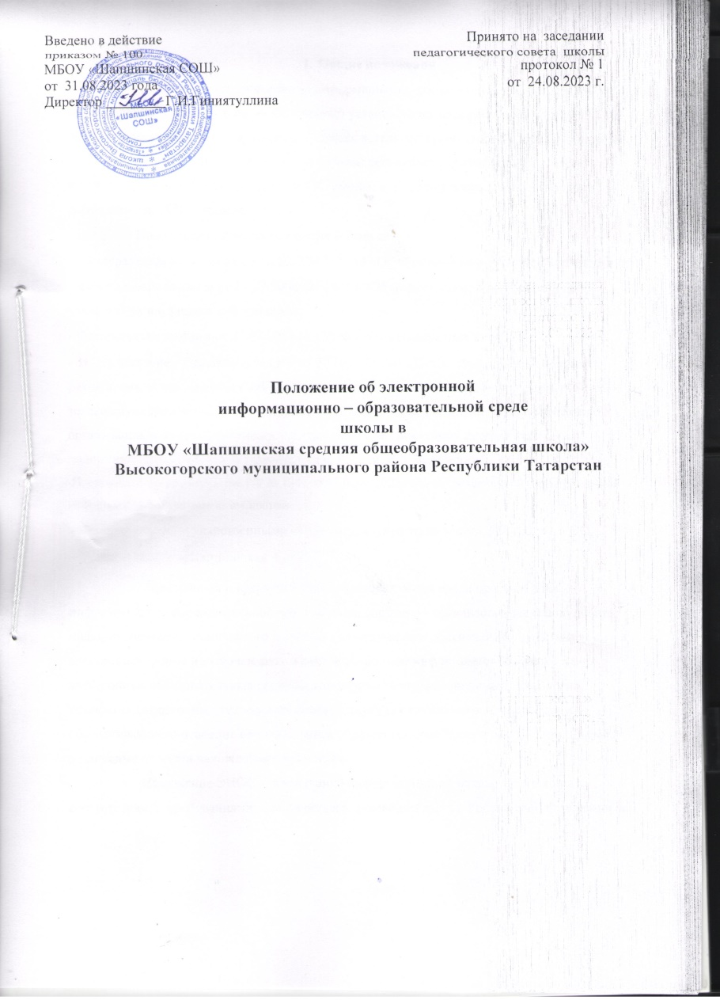 Введено в действие
приказом № 100
МБОУ «Шапшинская СОШ»
от 31.08.2023 года
Директор Г.И.Гиниятуллина
Принято на заседании
педагогического совета школы
протокол № 1
от 24.08.2023 г.
МБОУ
«Шапшинская
СОШ»
Положение об электронной
информационно – образовательной среде
школы в
МБОУ «Шапшинская средняя общеобразовательная школа»
Высокогорского муниципального района Республики Татарстан